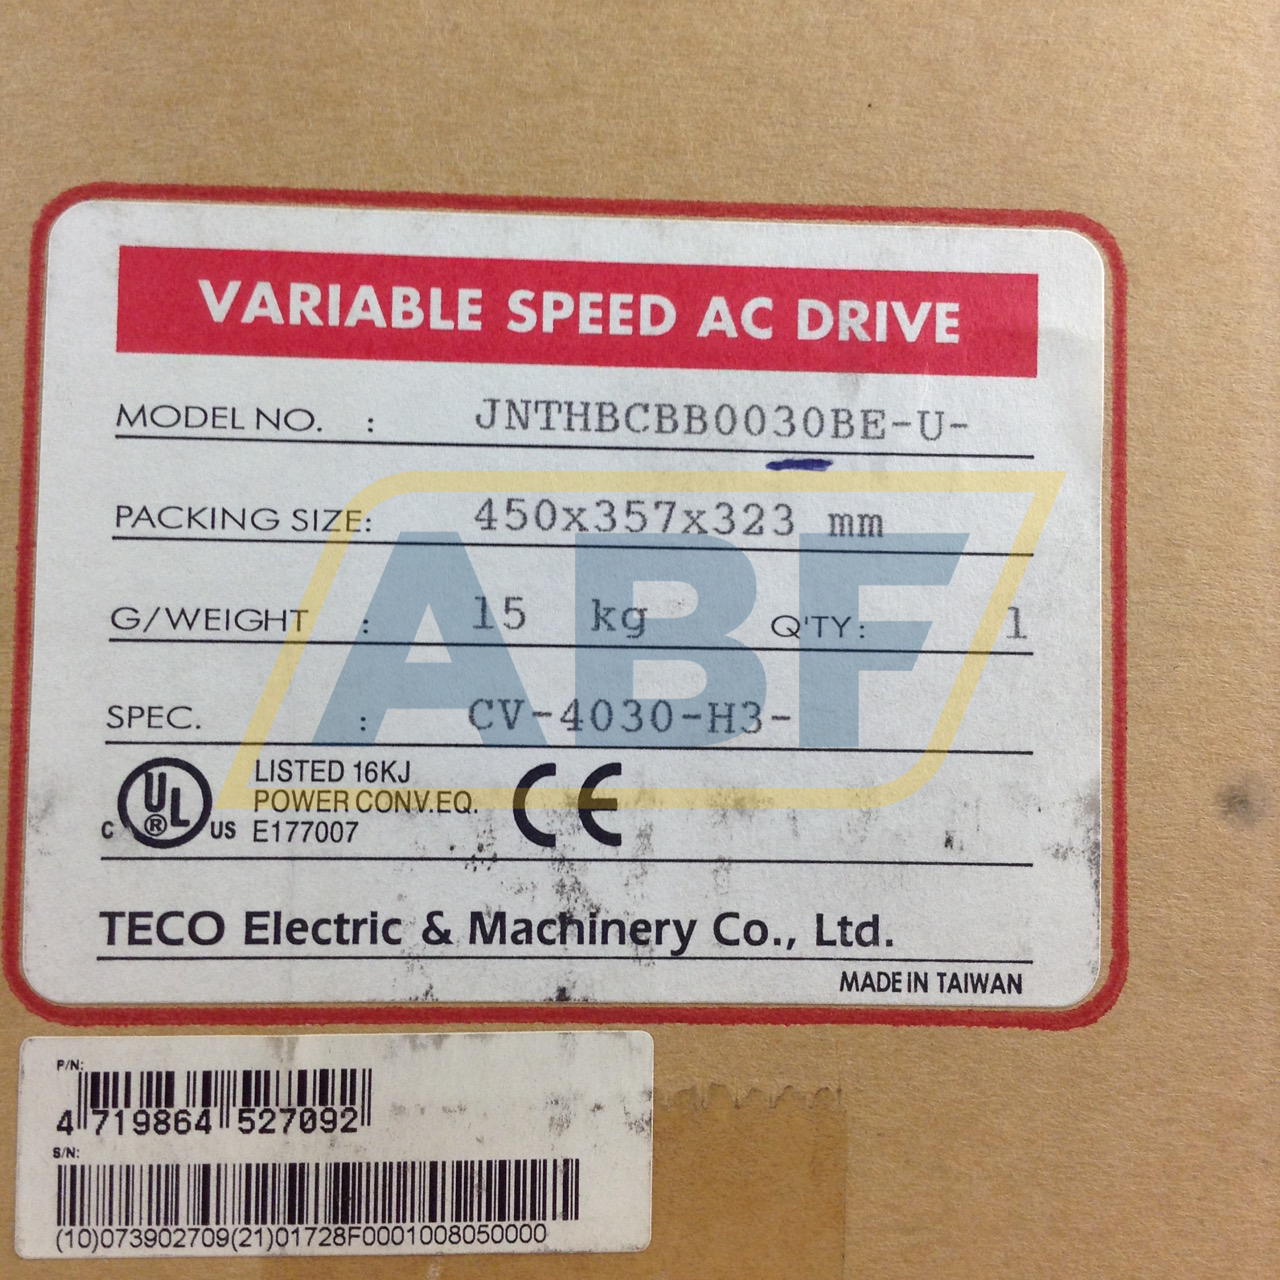 VARIABLE SPEED AC DRIVE
MODEL NO. : JNTHBCBB0030BE-U-
PACKING SIZE: 450x357x323 mm
G/WEIGHT : 15 kg Q'TY: 1
SPEC. : CV-4030-H3-
C UL ® US LISTED 16KJ
POWER CONV.EQ.
E177007 CE
TECO Electric & Machinery Co., Ltd.
MADE IN TAIWAN
ABF
P/N:
4 719864 527092
S/N:
(10)073902709(21)01728F0001008050000